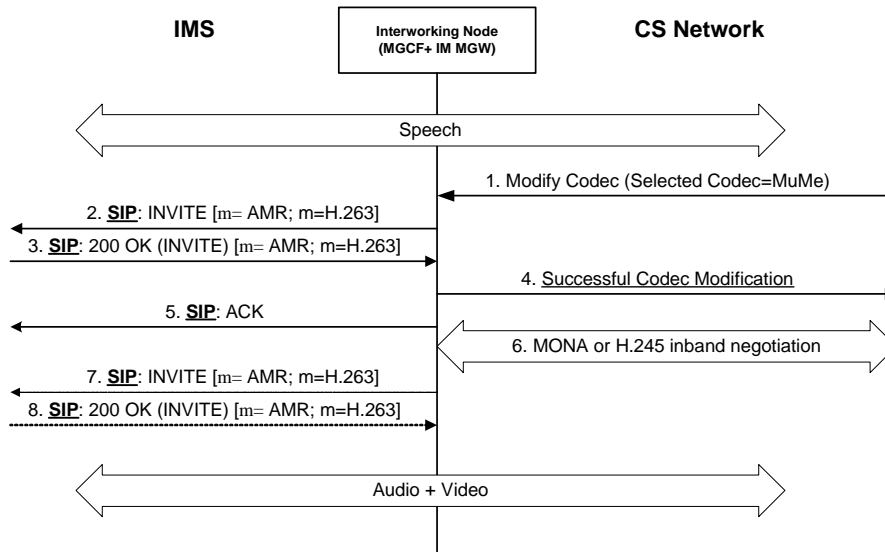 IMS
Interworking Node
(MGCF+ IM MGW)
CS Network
Speech
1. Modify Codec (Selected Codec=MuMe)
2. SIP: INVITE [m= AMR; m=H.263]
3. SIP: 200 OK (INVITE) [m= AMR; m=H.263]
4. Successful Codec Modification
5. SIP: ACK
6. MONA or H.245 inband negotiation
7. SIP: INVITE [m= AMR; m=H.263]
8. SIP: 200 OK (INVITE) [m= AMR; m=H.263]
Audio + Video